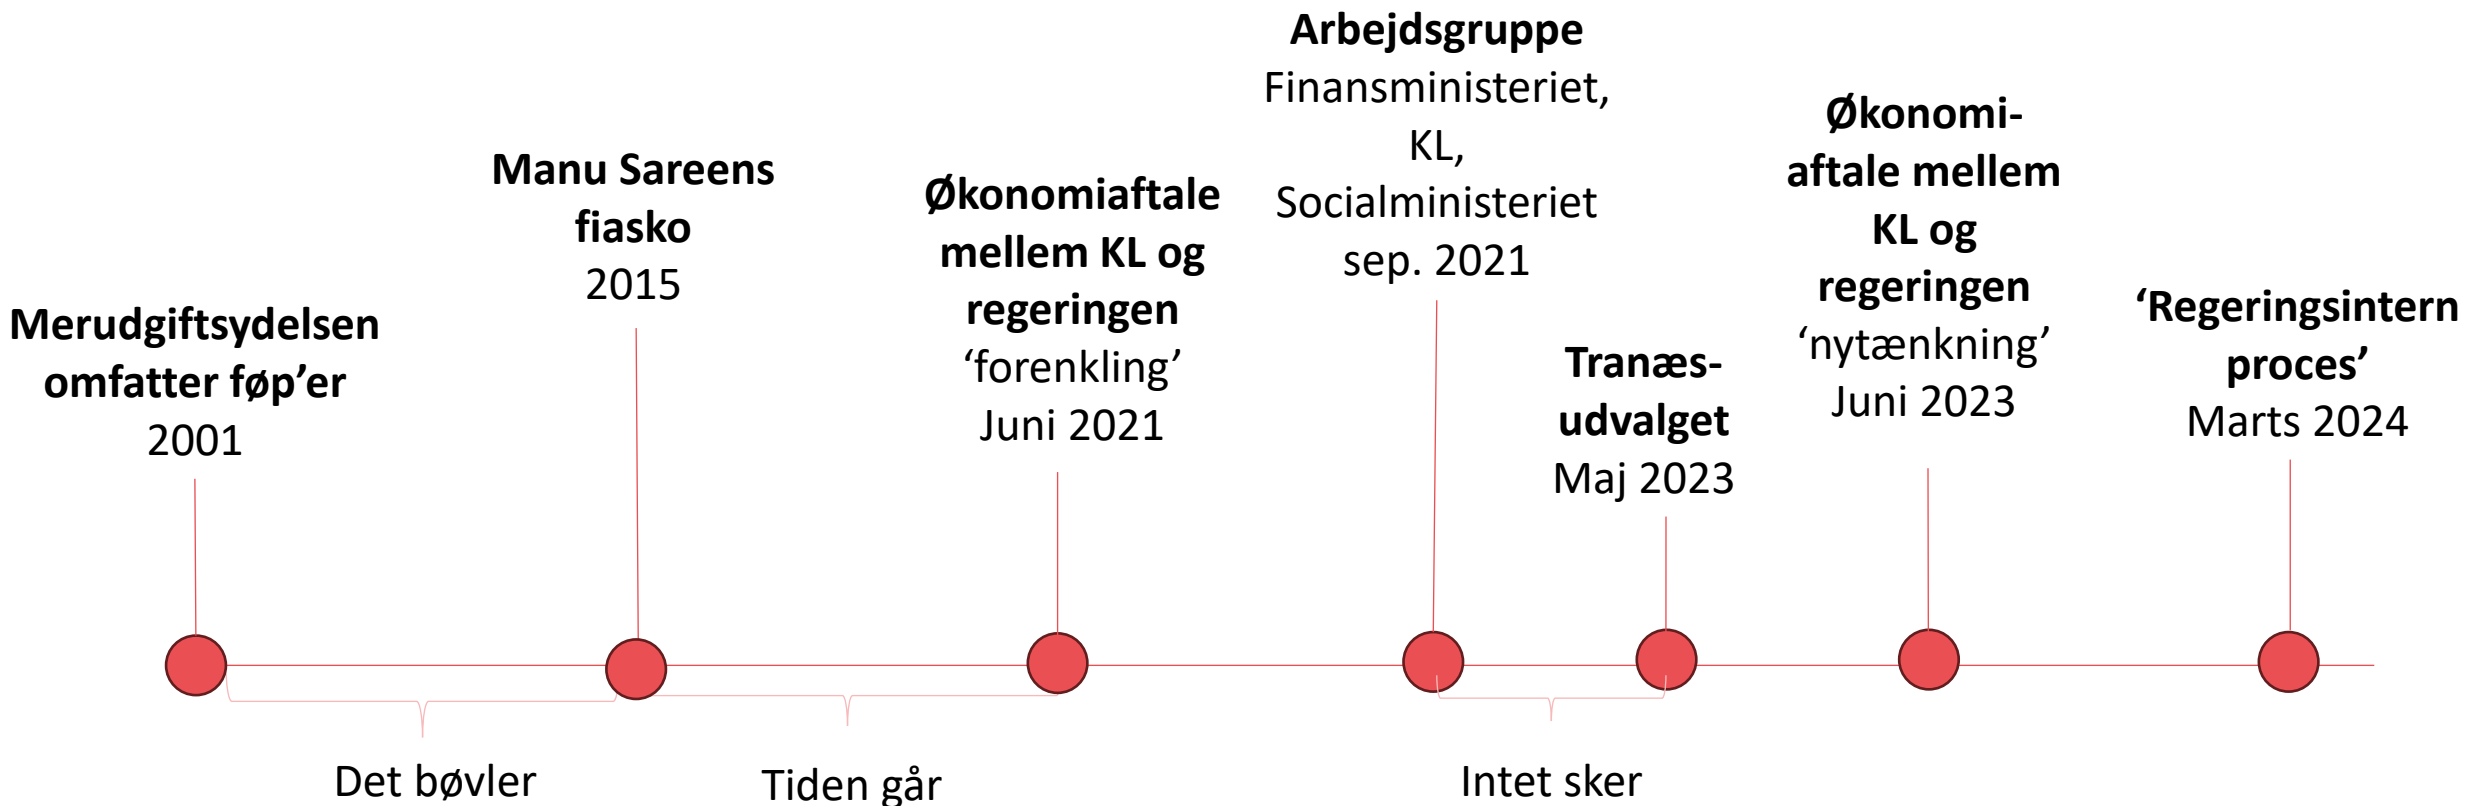 Merudgiftsydelsen
omfatter føp’er
2001
Manu Sareens
fiasko
2015
Økonomiaftale
mellem KL og
regeringen
‘forenkling’
Juni 2021
Arbejdsgruppe
Finansministeriet,
KL,
Socialministeriet
sep. 2021
Tranæs-
udvalget
Maj 2023
Økonomi-
aftale mellem
KL og
regeringen
‘nytænkning’
Juni 2023
‘Regeringsintern
proces’
Marts 2024
Det bøvler
Tiden går
Intet sker